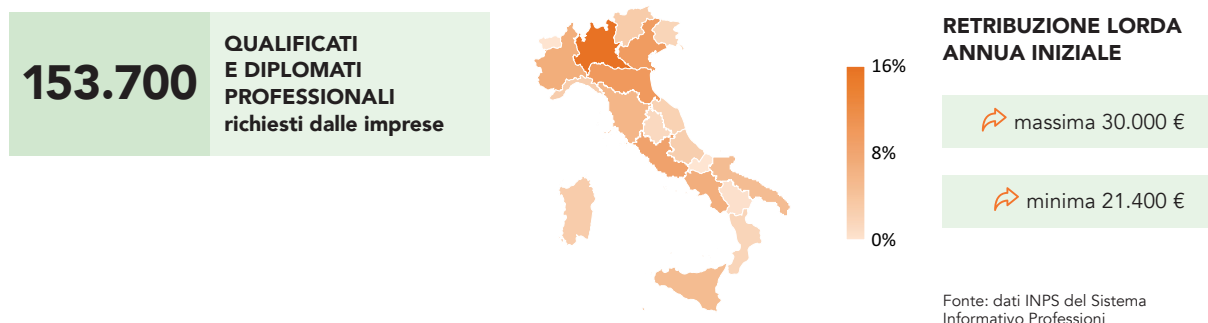 153.700
QUALIFICATI
E DIPLOMATI
PROFESSIONALI
richiesti dalle imprese
16%
8%
0%
RETRIBUZIONE LORDA
ANNUA INIZIALE
massima 30.000 €
minima 21.400 €
Fonte: dati INPS del Sistema
Informativo Professioni